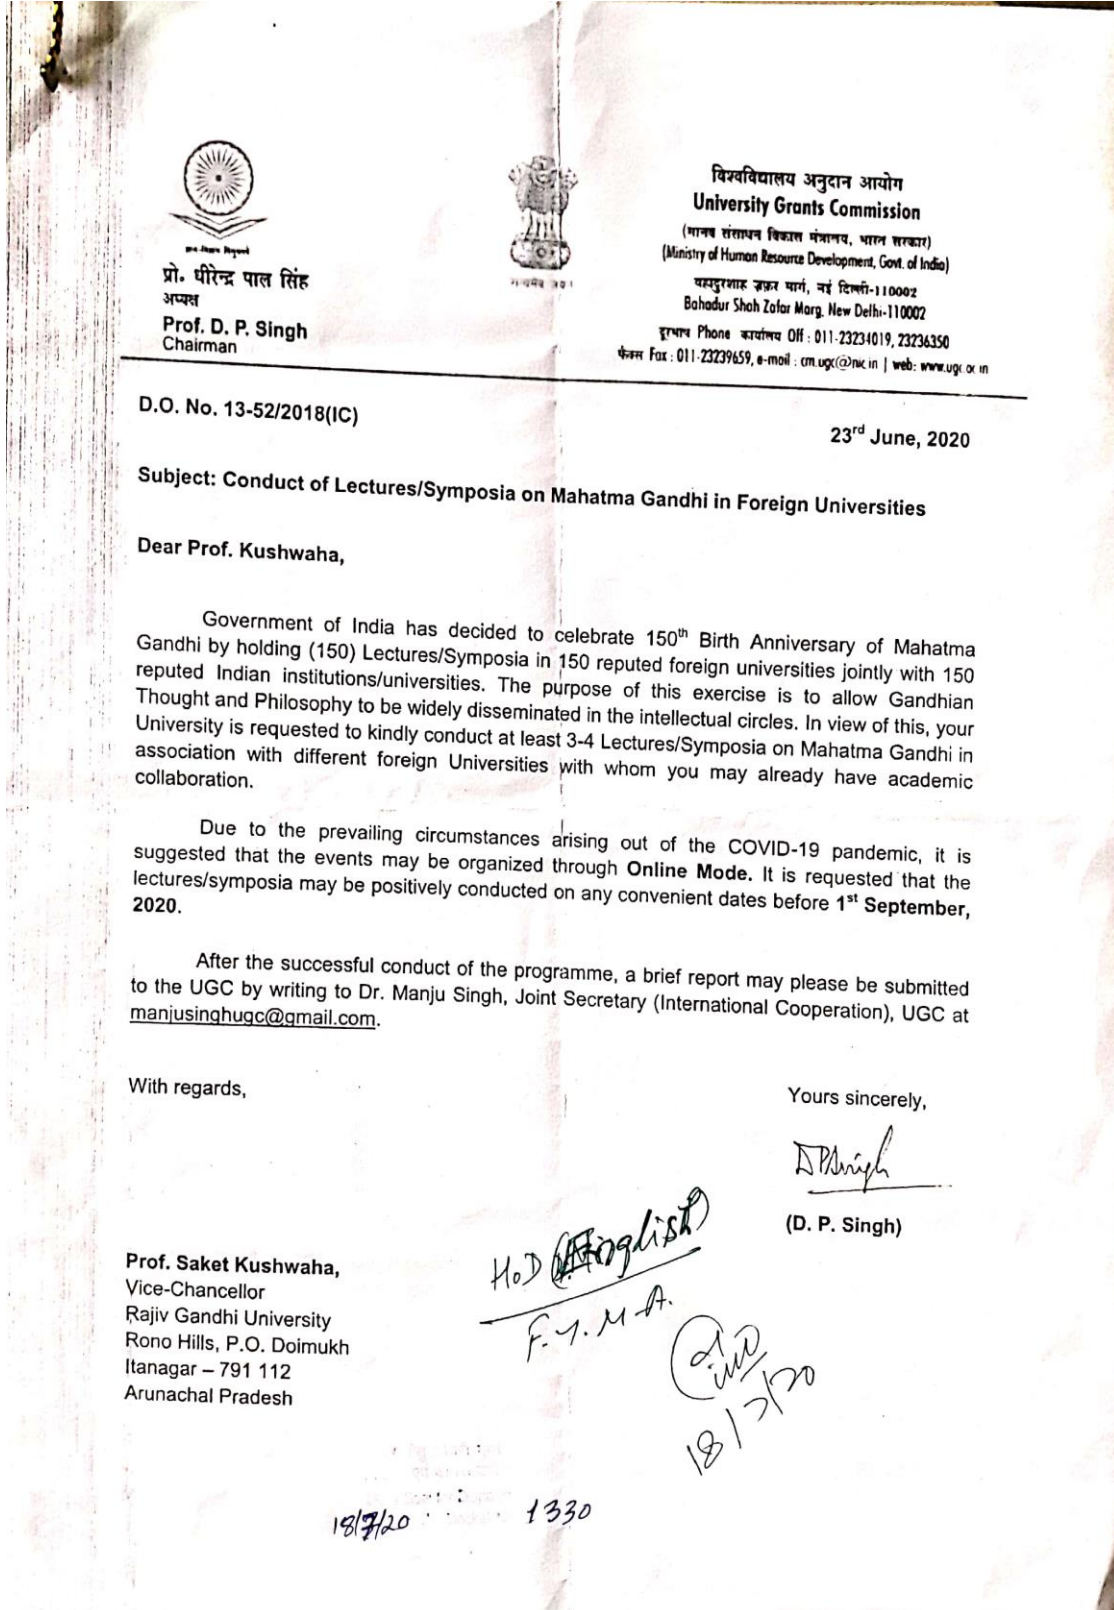 प्रो. धीरेन्द्र पाल सिंह
अध्यक्ष
Prof. D. P. Singh
Chairman
विश्वविद्यालय अनुदान आयोग
University Grants Commission
(मानव संसाधन विकास मंत्रालय, भारत सरकार)
(Ministry of Human Resource Development, Govt. of India)
बहादुरशाह ज़फ़र मार्ग, नई दिल्ली-110002
Bahadur Shah Zafar Marg, New Delhi-110002
दूरभाष Phone कार्यालय Off : 011-23234019, 23236350
फैक्स Fax : 011-23239659, e-mail : cm.ugc@nic.in | web: www.ugc.ac.in
D.O. No. 13-52/2018(IC)
23rd June, 2020
Subject: Conduct of Lectures/Symposia on Mahatma Gandhi in Foreign Universities
Dear Prof. Kushwaha,
Government of India has decided to celebrate 150th Birth Anniversary of Mahatma
Gandhi by holding (150) Lectures/Symposia in 150 reputed foreign universities jointly with 150
reputed Indian institutions/universities. The purpose of this exercise is to allow Gandhian
Thought and Philosophy to be widely disseminated in the intellectual circles. In view of this, your
University is requested to kindly conduct at least 3-4 Lectures/Symposia on Mahatma Gandhi in
association with different foreign Universities with whom you may already have academic
collaboration.
Due to the prevailing circumstances arising out of the COVID-19 pandemic, it is
suggested that the events may be organized through Online Mode. It is requested that the
lectures/symposia may be positively conducted on any convenient dates before 1st September,
2020.
After the successful conduct of the programme, a brief report may please be submitted
to the UGC by writing to Dr. Manju Singh, Joint Secretary (International Cooperation), UGC at
manjusinghugc@gmail.com.
With regards,
Yours sincerely,
DPSingh
(D. P. Singh)
HoD (English)
F.Y.M.A.
18/7/20
Prof. Saket Kushwaha,
Vice-Chancellor
Rajiv Gandhi University
Rono Hills, P.O. Doimukh
Itanagar – 791 112
Arunachal Pradesh
18/7/20 1330